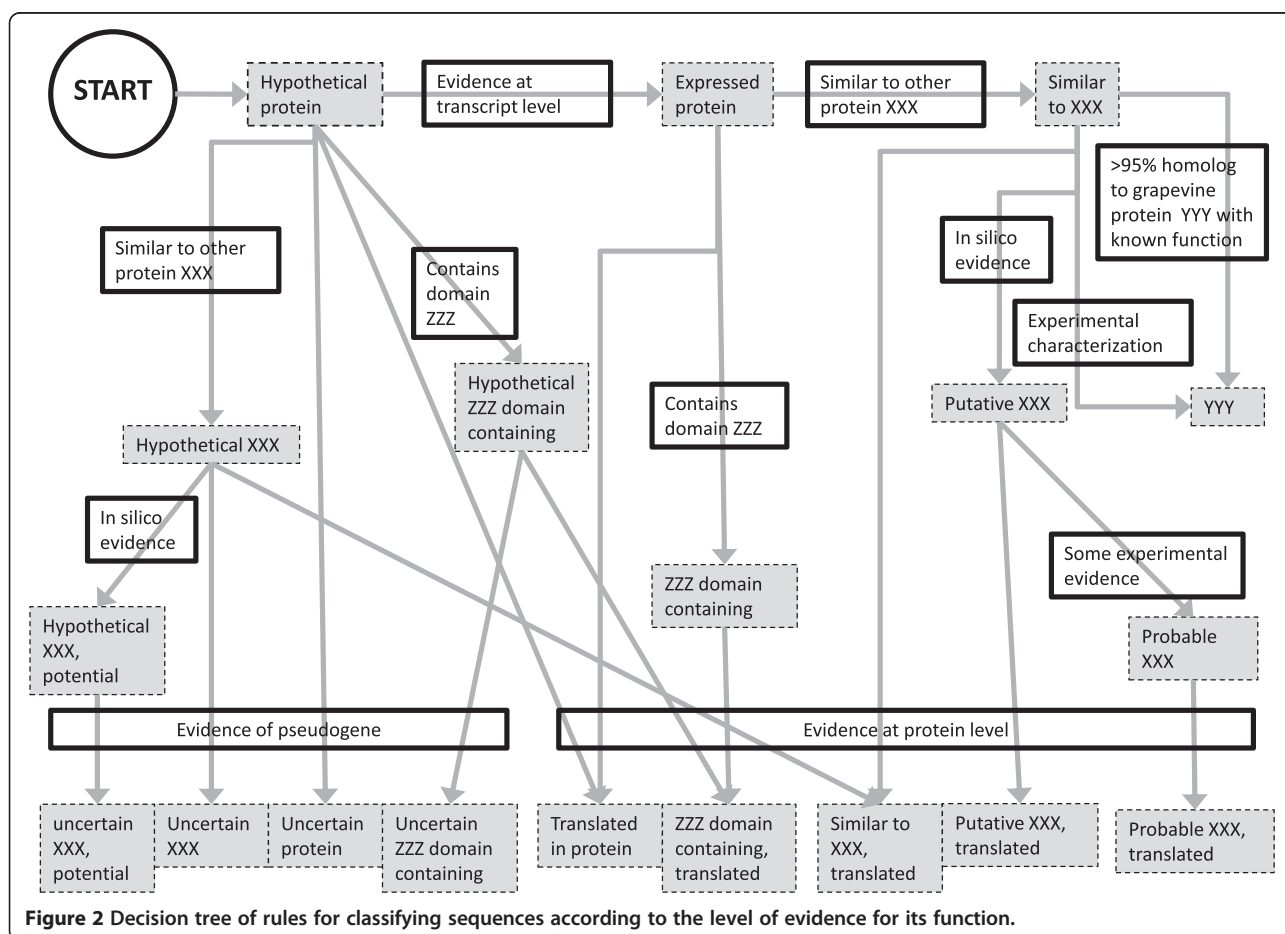 START
Hypothetical
protein
Evidence at
transcript level
Expressed
protein
Similar to other
protein XXX
Similar
to XXX
>95% homolog
to grapevine
protein YYY with
known function
Similar to other
protein XXX
Contains
domain
ZZZ
In silico
evidence
Experimental
characterization
Hypothetical
ZZZ domain
containing
Contains
domain ZZZ
Putative XXX
YYY
Hypothetical XXX
In silico
evidence
Some experimental
evidence
ZZZ domain
containing
Hypothetical
XXX,
potential
Probable
XXX
Evidence of pseudogene
Evidence at protein level
uncertain
XXX,
potential
Uncertain
XXX
Uncertain
protein
Uncertain
ZZZ domain
containing
Translated
in protein
ZZZ domain
containing,
translated
Similar to
XXX,
translated
Putative XXX,
translated
Probable XXX,
translated
Figure 2 Decision tree of rules for classifying sequences according to the level of evidence for its function.